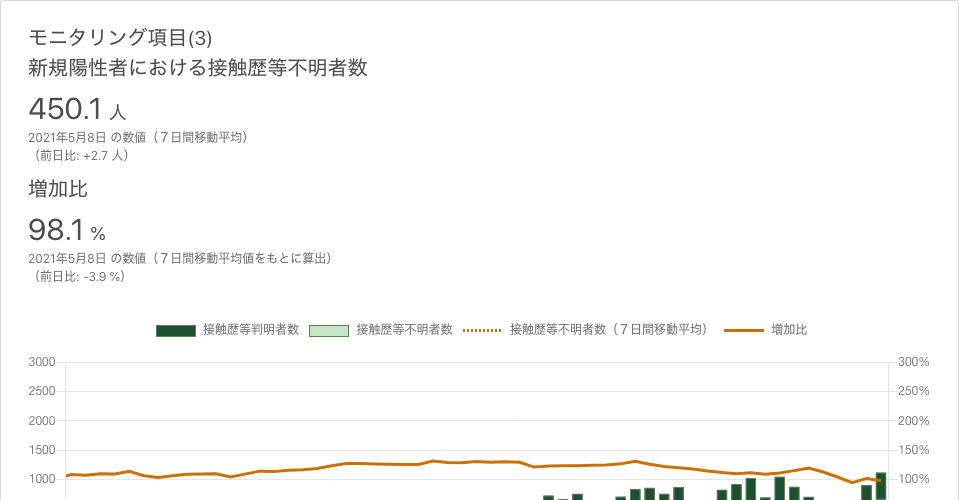 モニタリング項目(3)
新規陽性者における接触歴等不明者数
450.1 人
2021年5月8日 の数値（７日間移動平均）
（前日比: +2.7 人）
増加比
98.1 %
2021年5月8日 の数値（７日間移動平均値をもとに算出）
（前日比: -3.9 %）
接触歴等判明者数 接触歴等不明者数 接触歴等不明者数（７日間移動平均） 増加比
3000 300%
2500 250%
2000 200%
1500 150%
1000 100%